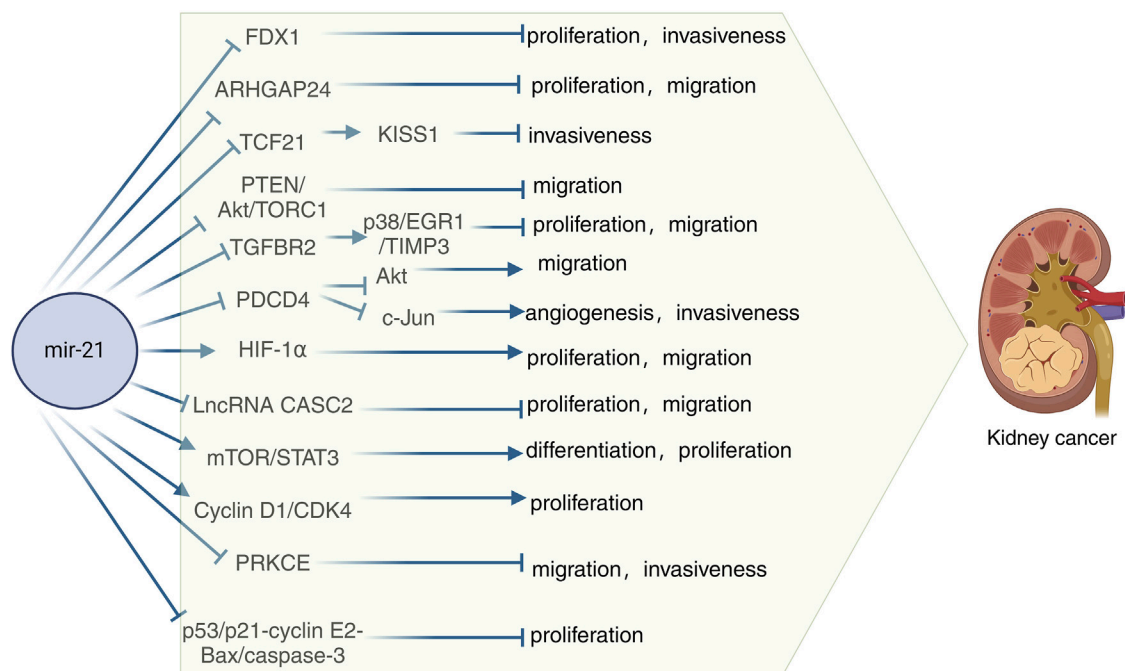 FDX1
proliferation, invasiveness
ARHGAP24
proliferation, migration
TCF21
KISS1
invasiveness
PTEN/
Akt/TORC1
migration
TGFBR2
p38/EGR1
/TIMP3
proliferation, migration
PDCD4
Akt
migration
c-Jun
angiogenesis, invasiveness
mir-21
HIF-1α
proliferation, migration
LncRNA CASC2
proliferation, migration
mTOR/STAT3
differentiation, proliferation
Cyclin D1/CDK4
proliferation
PRKCE
migration, invasiveness
p53/p21-cyclin E2-
Bax/caspase-3
proliferation
Kidney cancer